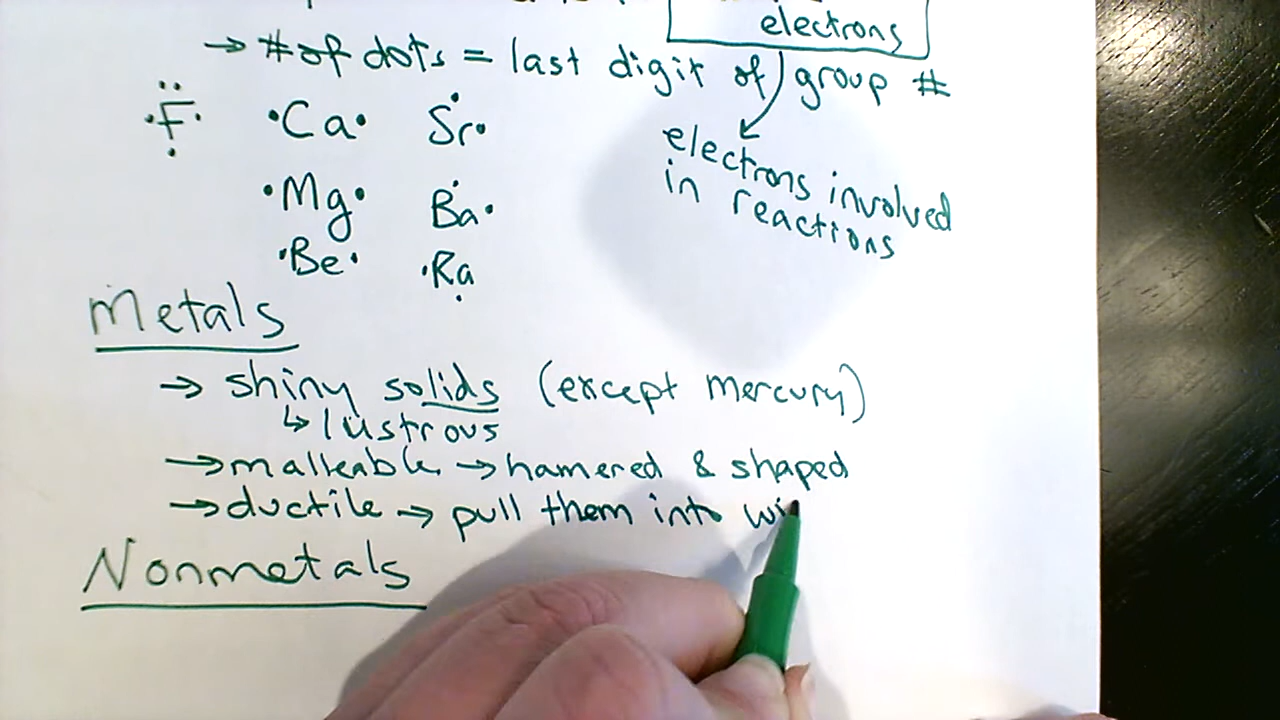 electrons
→ # of dots = last digit of group #
F Ca Sr
electrons involved
in reactions
Mg Ba
Be Ra
Metals
→ shiny solids (except mercury)
↳ lustrous
→ malleable → hamered & shaped
→ ductile → pull them into wi
Nonmetals